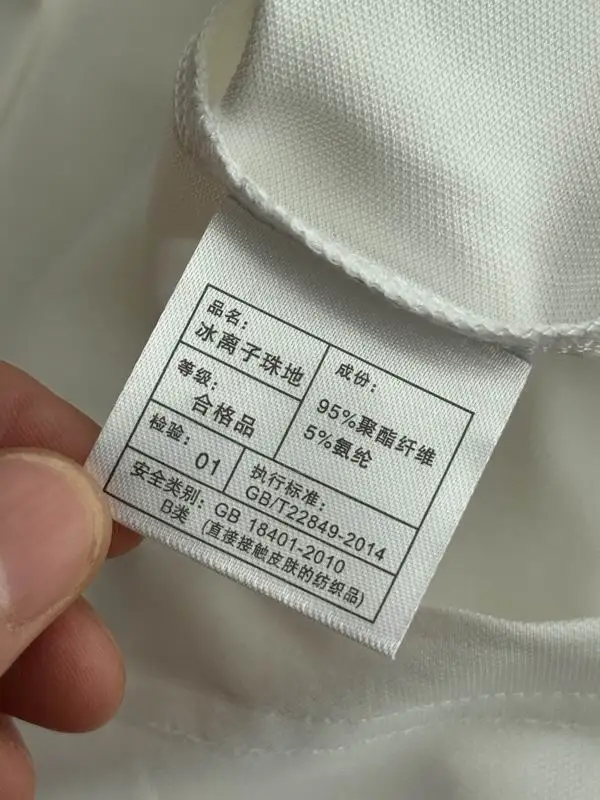 品名：
冰离子珠地
成份：
95%聚酯纤维
5%氨纶
等级：
合格品
检验：
01
执行标准：
GB/T22849-2014
安全类别：GB 18401-2010
B类 (直接接触皮肤的纺织品)